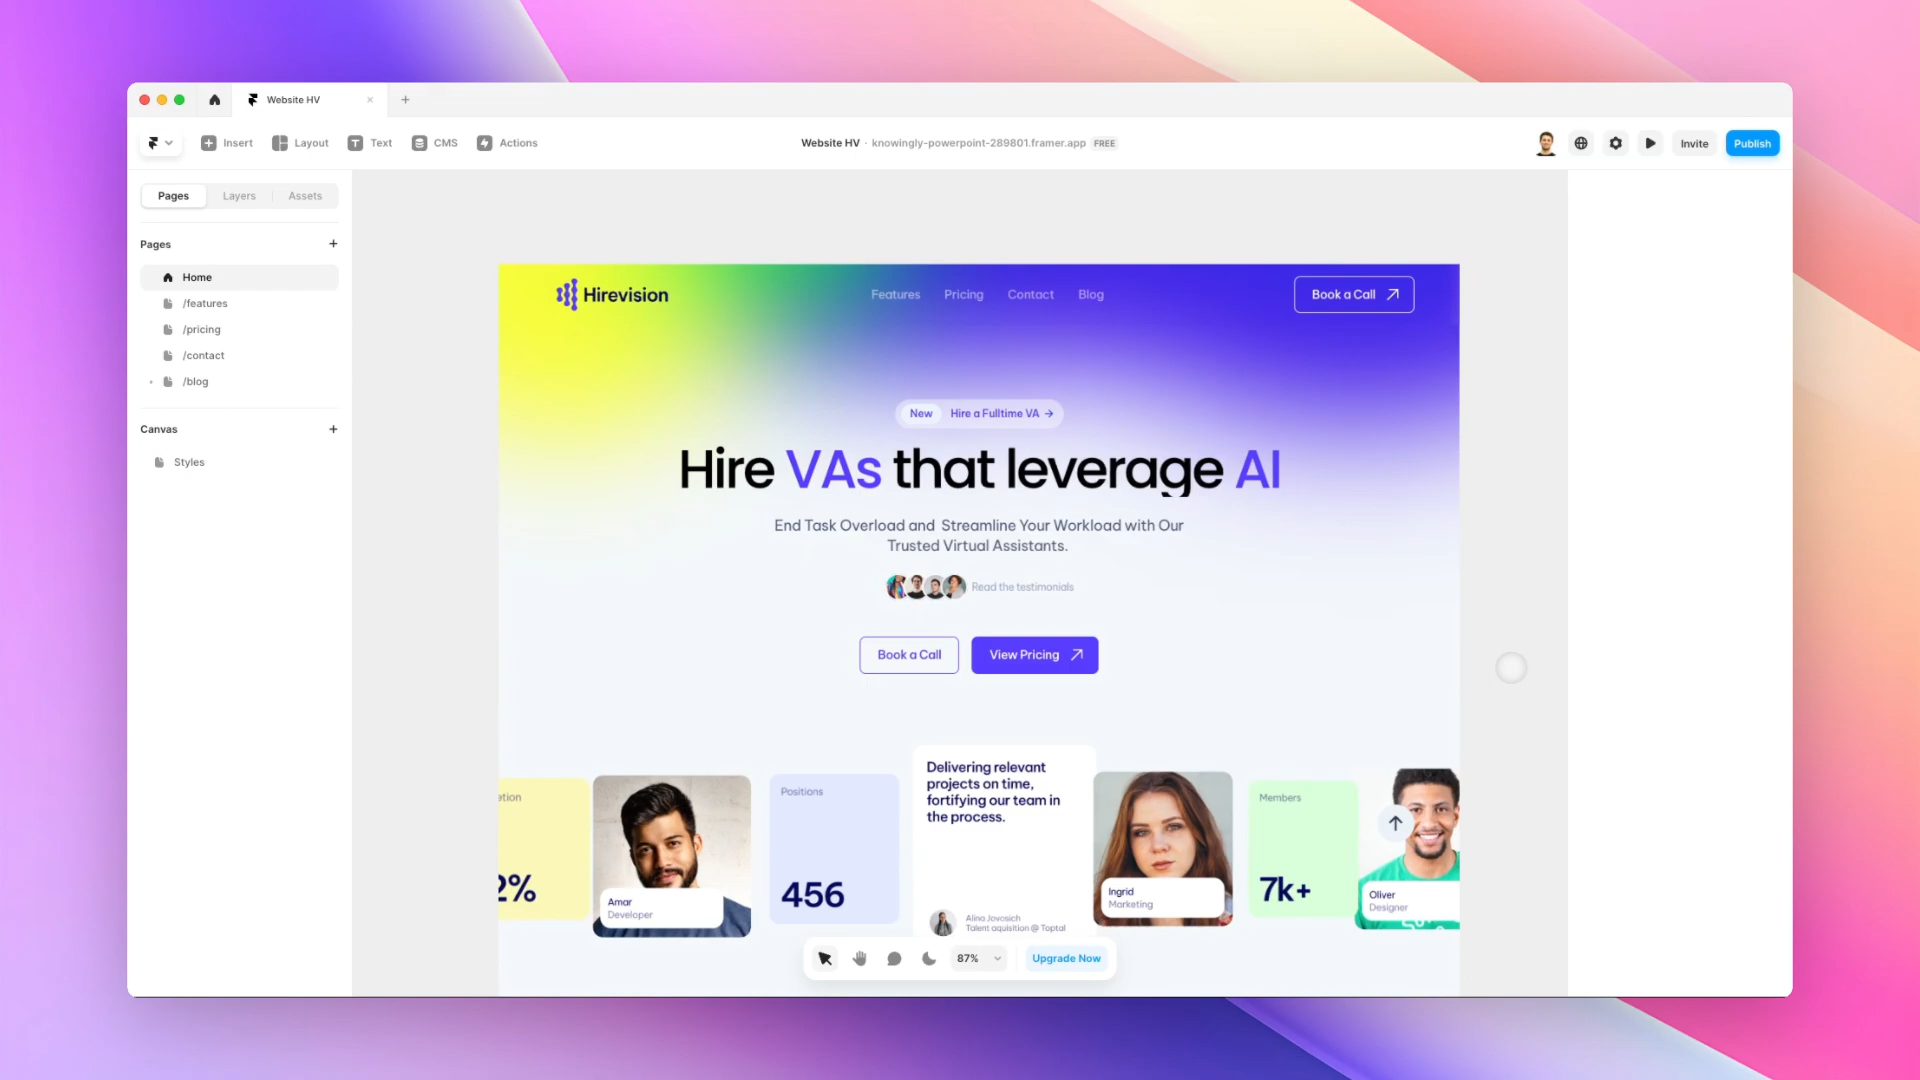 Website HV
Insert
Layout
Text
CMS
Actions
Website HV · knowingly-powerpoint-289801.framer.app FREE
Invite
Publish
Pages
Layers
Assets
Pages
Home
/features
/pricing
/contact
/blog
Canvas
Styles
Hirevision
Features
Pricing
Contact
Blog
Book a Call
New
Hire a Fulltime VA →
Hire VAs that leverage AI
End Task Overload and Streamline Your Workload with Our
Trusted Virtual Assistants.
Read the testimonials
Book a Call
View Pricing
etion
2%
Amar
Developer
Positions
456
Delivering relevant
projects on time,
fortifying our team in
the process.
Alina Jovosich
Talent aquisition @ Toptal
Ingrid
Marketing
Members
7k+
Oliver
Designer
87%
Upgrade Now